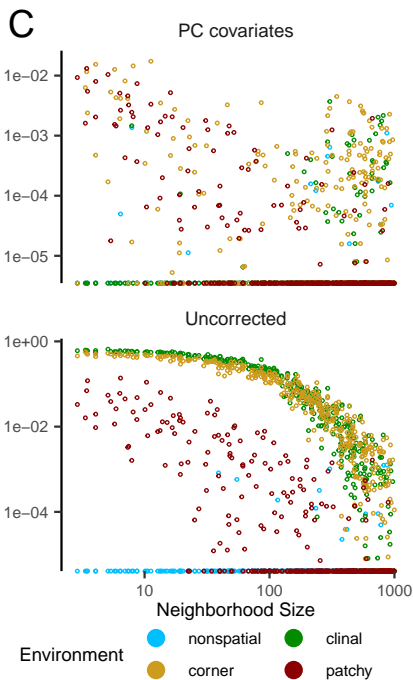 C
PC covariates
1e−02
1e−03
1e−04
1e−05
Uncorrected
1e+00
1e−02
1e−04
10 100 1000
Neighborhood Size
Environment
nonspatial clinal
corner patchy